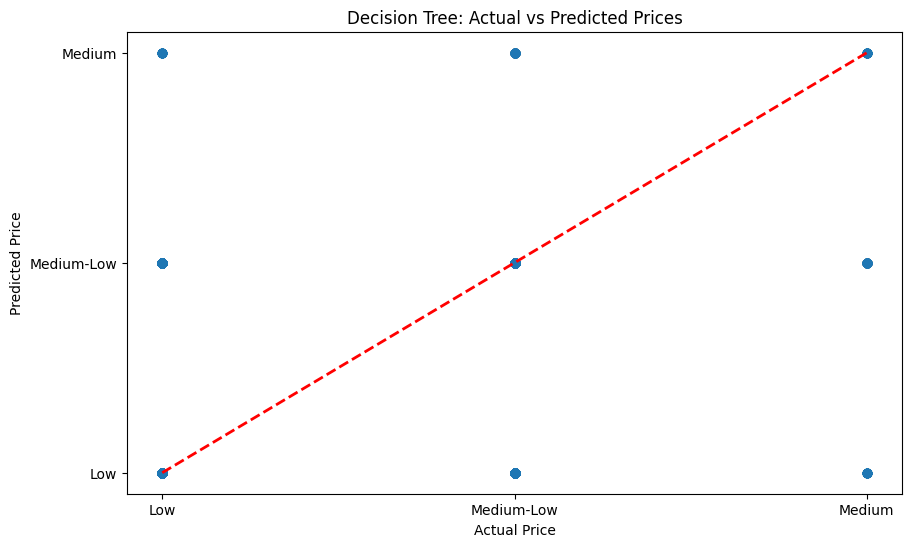 Decision Tree: Actual vs Predicted Prices
Predicted Price
Medium
Medium-Low
Low
Low
Medium-Low
Medium
Actual Price